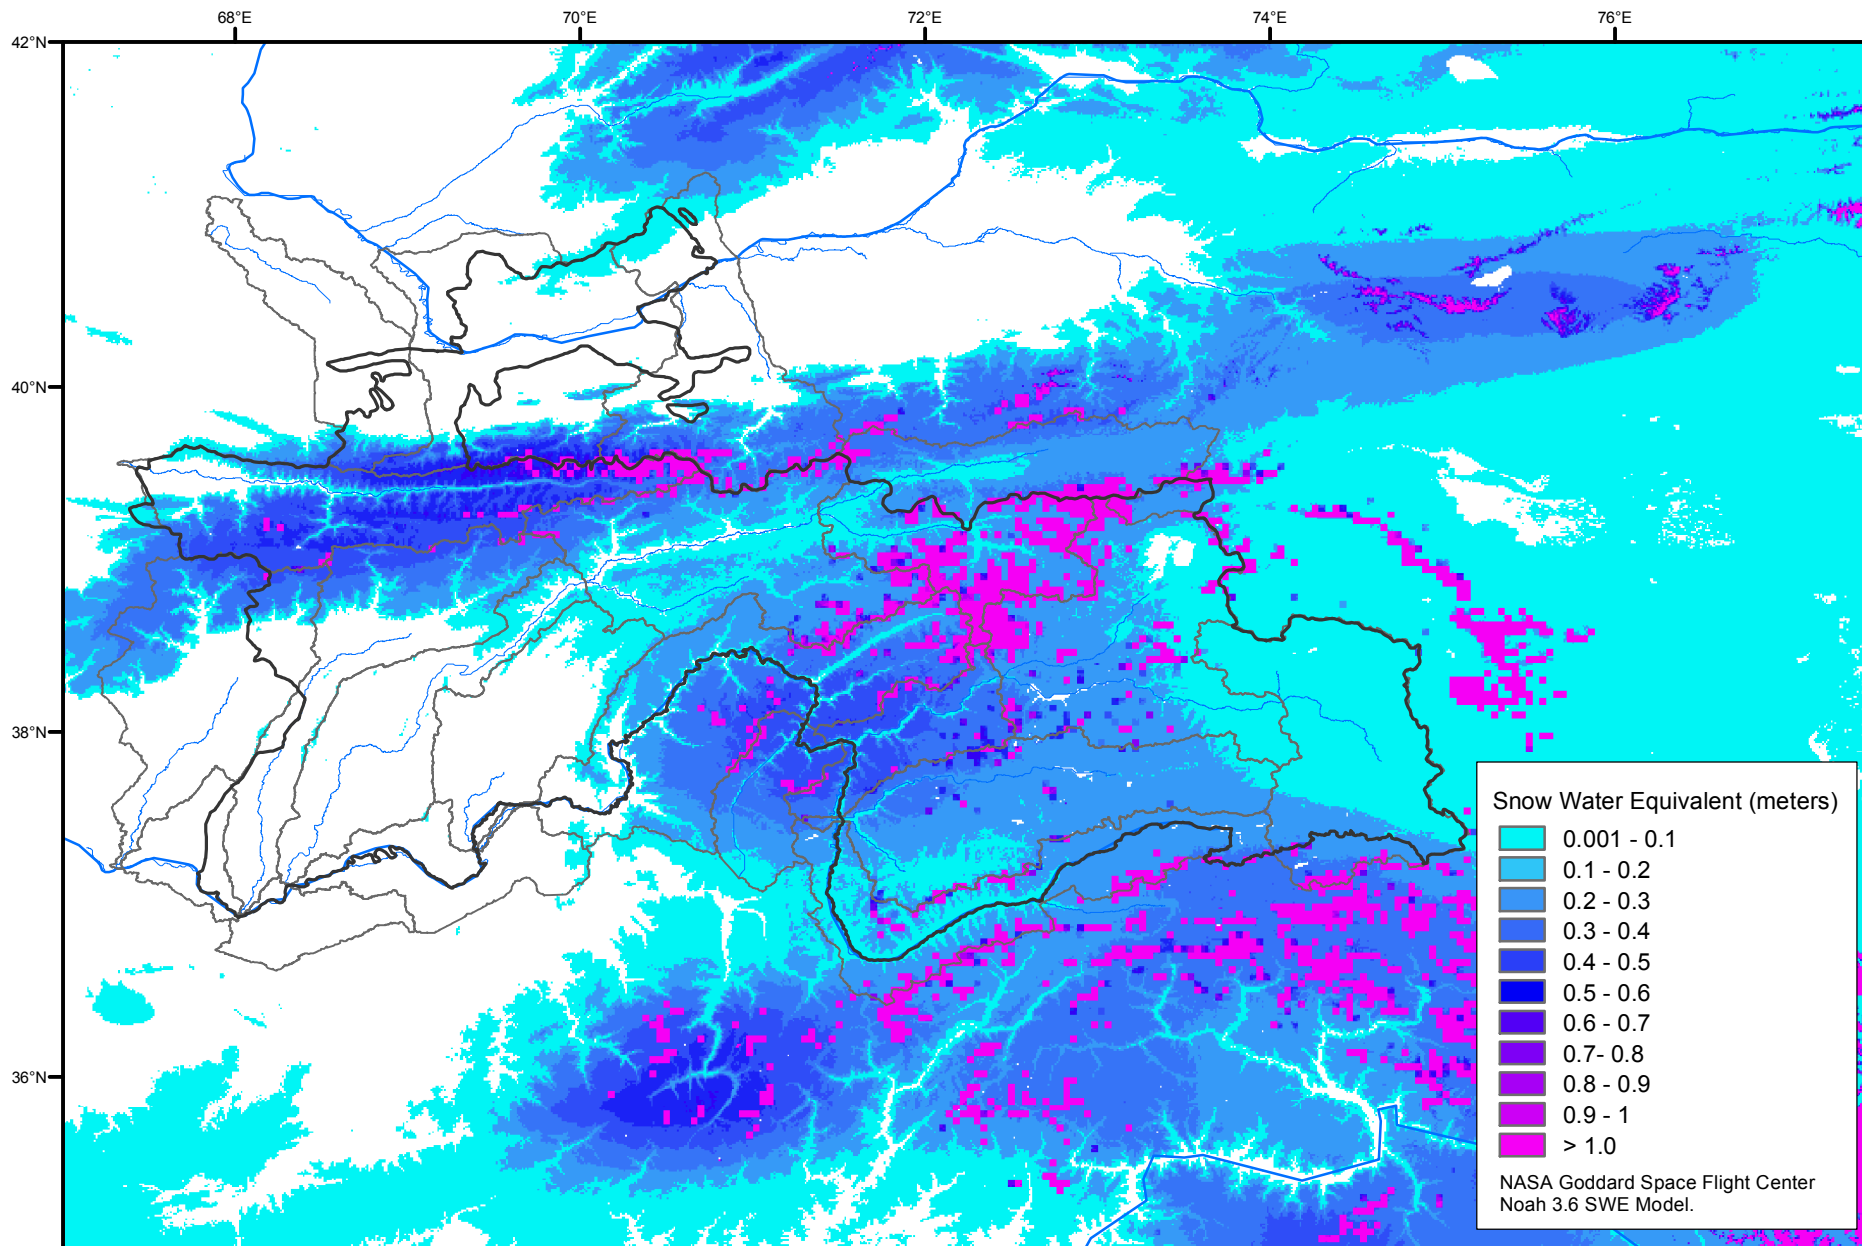 68°E
70°E
72°E
74°E
76°E
42°N
40°N
38°N
36°N
Snow Water Equivalent (meters)
0.001 - 0.1
0.1 - 0.2
0.2 - 0.3
0.3 - 0.4
0.4 - 0.5
0.5 - 0.6
0.6 - 0.7
0.7- 0.8
0.8 - 0.9
0.9 - 1
> 1.0
NASA Goddard Space Flight Center
Noah 3.6 SWE Model.